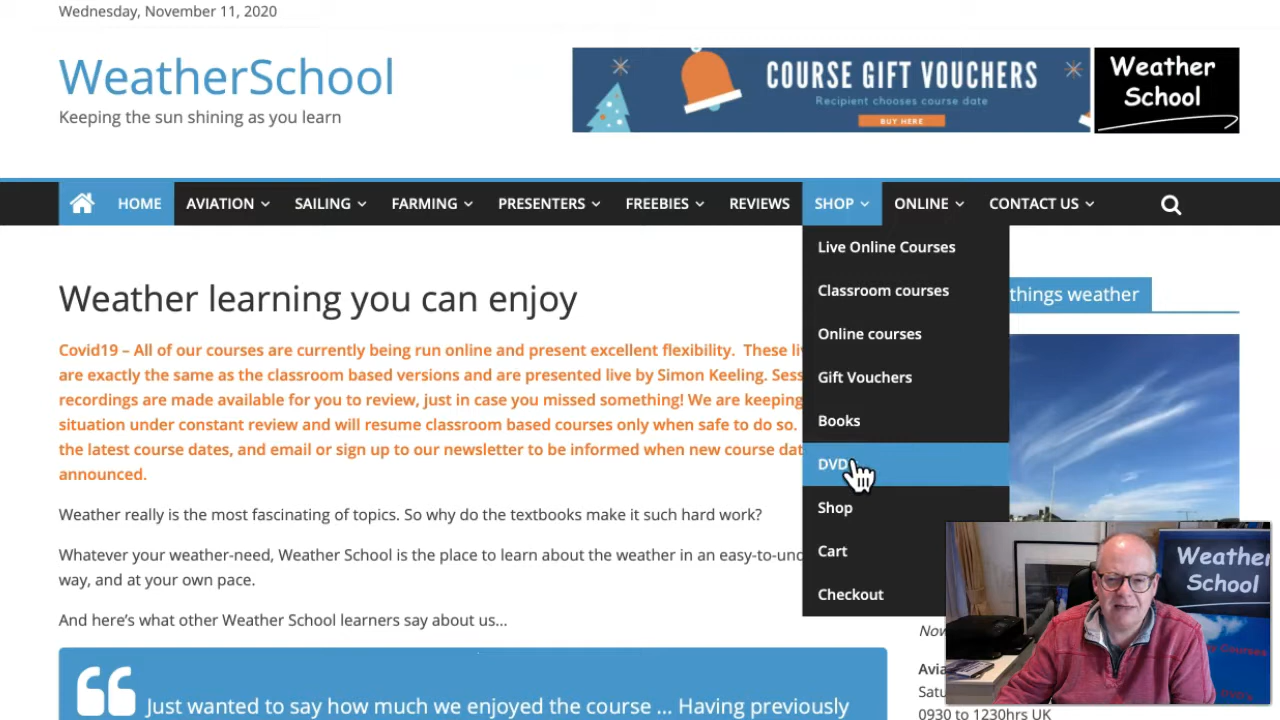 Wednesday, November 11, 2020
WeatherSchool
Keeping the sun shining as you learn
COURSE GIFT VOUCHERS
Recipient chooses course date
BUY HERE
Weather
School
HOME AVIATION SAILING FARMING PRESENTERS FREEBIES REVIEWS SHOP ONLINE CONTACT US
Live Online Courses
Classroom courses
Online courses
Gift Vouchers
Books
DVD
Shop
Cart
Checkout
Weather learning you can enjoy
Covid19 – All of our courses are currently being run online and present excellent flexibility. These li
are exactly the same as the classroom based versions and are presented live by Simon Keeling. Sess
recordings are made available for you to review, just in case you missed something! We are keeping
situation under constant review and will resume classroom based courses only when safe to do so.
the latest course dates, and email or sign up to our newsletter to be informed when new course dat
announced.
Weather really is the most fascinating of topics. So why do the textbooks make it such hard work?
Whatever your weather-need, Weather School is the place to learn about the weather in an easy-to-und
way, and at your own pace.
And here's what other Weather School learners say about us...
Just wanted to say how much we enjoyed the course ... Having previously
things weather
Now
Avia
Satu
0930 to 1230hrs UK
Weather
School